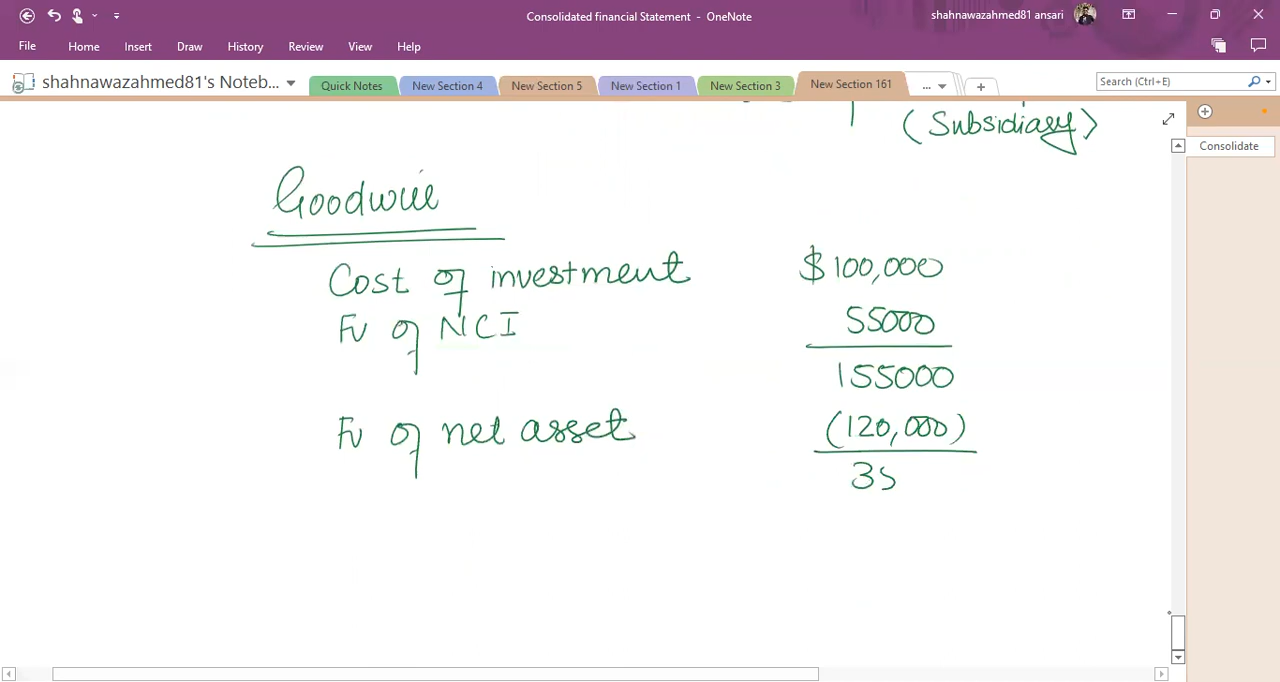 Consolidated financial Statement - OneNote
shahnawazahmed81 ansari
File Home Insert Draw History Review View Help
shahnawazahmed81's Noteb... Quick Notes New Section 4 New Section 5 New Section 1 New Section 3 New Section 161 ... + Search (Ctrl+E)
Consolidate
(Subsidiary)
Goodwill
Cost of investment $100,000
Fv of NCI 55000
155000
Fv of net asset (120,000)
35